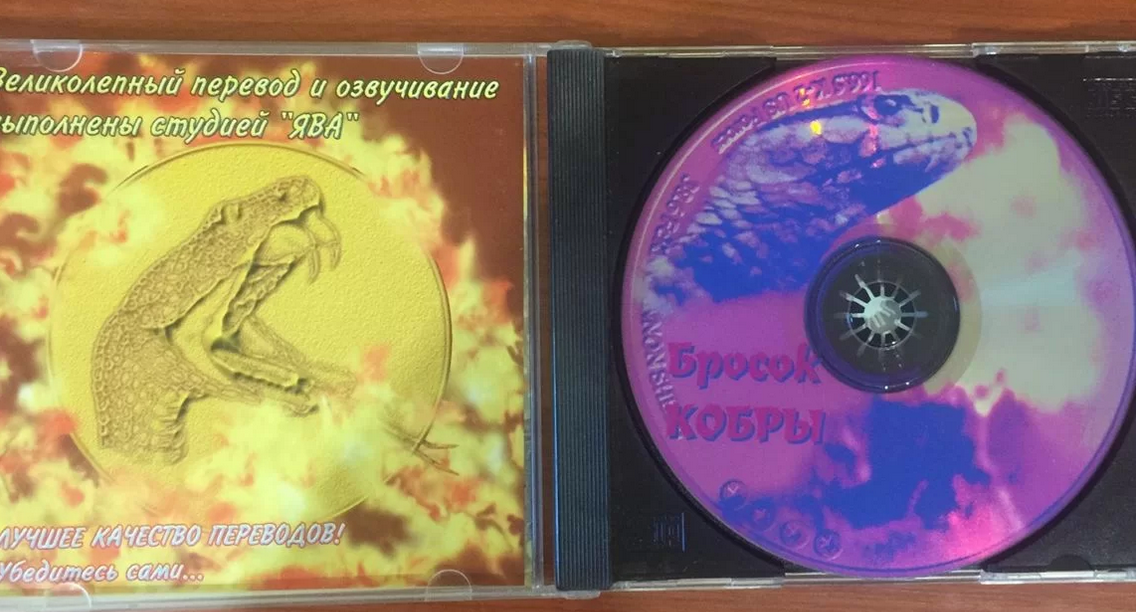 Великолепный перевод и озвучивание
выполнены студией "ЯВА"
ЛУЧШЕЕ КАЧЕСТВО ПЕРЕВОДОВ!
Убедитесь сами...
Бросок
КОБРЫ